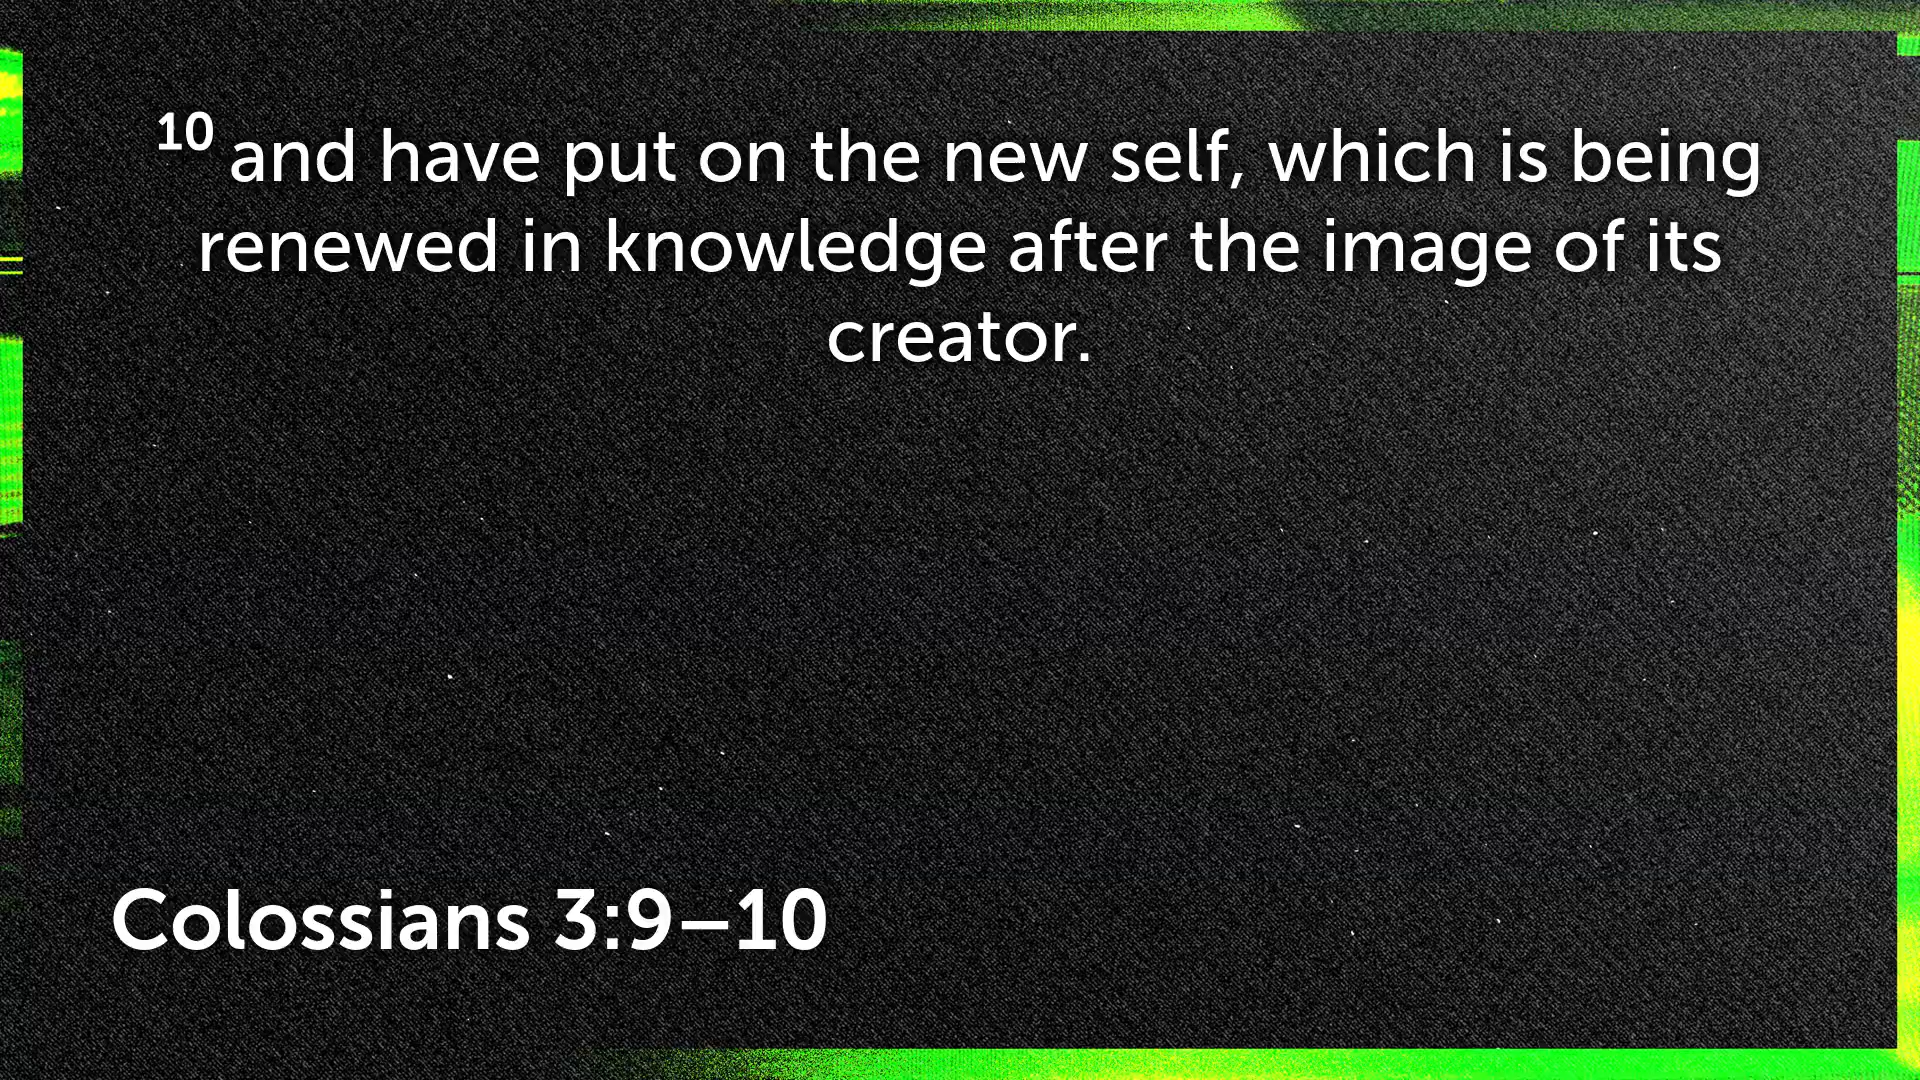 10 and have put on the new self, which is being
renewed in knowledge after the image of its
creator.
Colossians 3:9–10